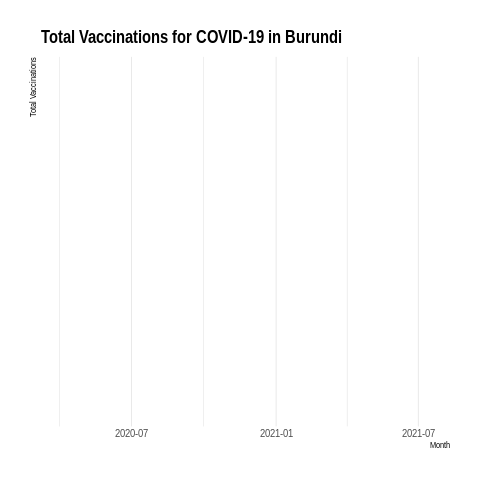 Total Vaccinations for COVID-19 in Burundi
Total Vaccinations
2020-07
2021-01
2021-07
Month